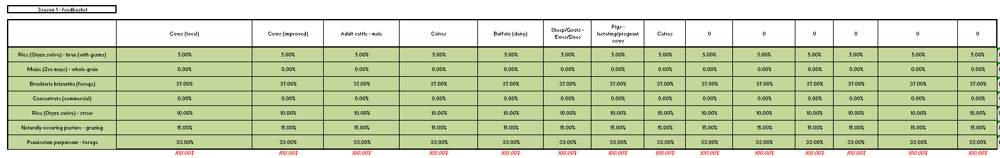 Season 1 - feedbasket
Cows (local) Cows (improved) Adult cattle - male Calves Buffalo (dairy) Sheep/Goats - Ewes/Does Pigs - lactating/pregnant sows Calves 0 0 0 0 0 0
Rice (Oryza sativa) - bran (with germs) 5.00% 5.00% 5.00% 5.00% 5.00% 5.00% 5.00% 5.00% 5.00% 5.00% 5.00% 5.00% 5.00% 5.00%
Maize (Zea mays) - whole grain 0.00% 0.00% 0.00% 0.00% 0.00% 0.00% 0.00% 0.00% 0.00% 0.00% 0.00% 0.00% 0.00% 0.00%
Brachiaria brizantha (forage) 37.00% 37.00% 37.00% 37.00% 37.00% 37.00% 37.00% 37.00% 37.00% 37.00% 37.00% 37.00% 37.00% 37.00%
Concentrate (commercial) 0.00% 0.00% 0.00% 0.00% 0.00% 0.00% 0.00% 0.00% 0.00% 0.00% 0.00% 0.00% 0.00% 0.00%
Rice (Oryza sativa) - straw 10.00% 10.00% 10.00% 10.00% 10.00% 10.00% 10.00% 10.00% 10.00% 10.00% 10.00% 10.00% 10.00% 10.00%
Naturally occuring pasture - grazing 15.00% 15.00% 15.00% 15.00% 15.00% 15.00% 15.00% 15.00% 15.00% 15.00% 15.00% 15.00% 15.00% 15.00%
Pennisetum purpureum - forage 33.00% 33.00% 33.00% 33.00% 33.00% 33.00% 33.00% 33.00% 33.00% 33.00% 33.00% 33.00% 33.00% 33.00%
100.00% 100.00% 100.00% 100.00% 100.00% 100.00% 100.00% 100.00% 100.00% 100.00% 100.00% 100.00% 100.00% 100.00%